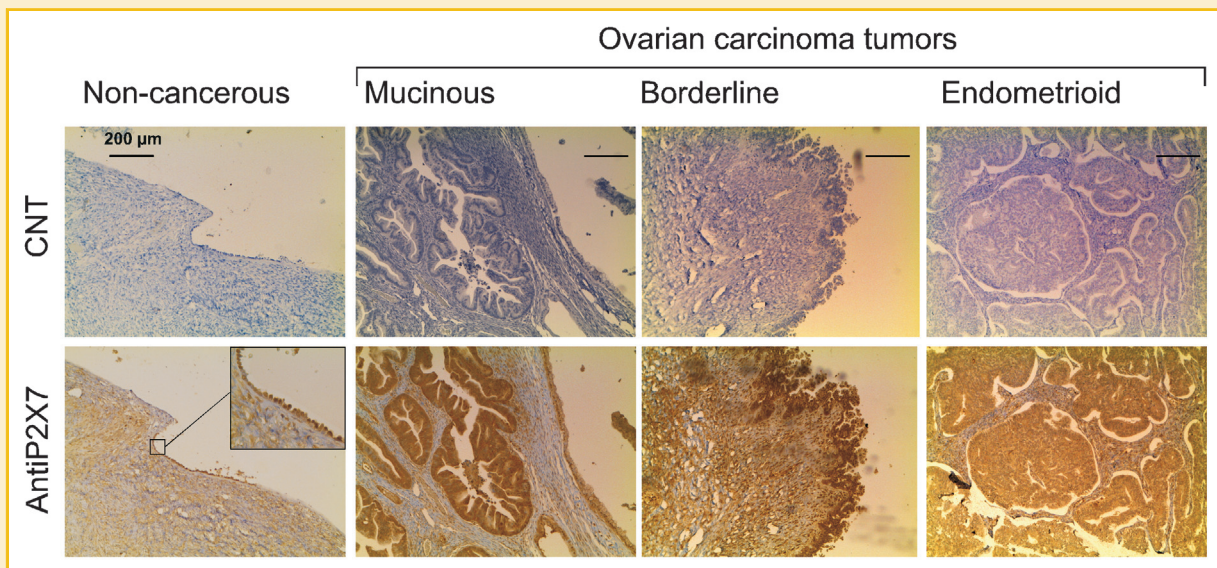 Ovarian carcinoma tumors
Non-cancerous Mucinous Borderline Endometrioid
200 µm
CNT
AntiP2X7